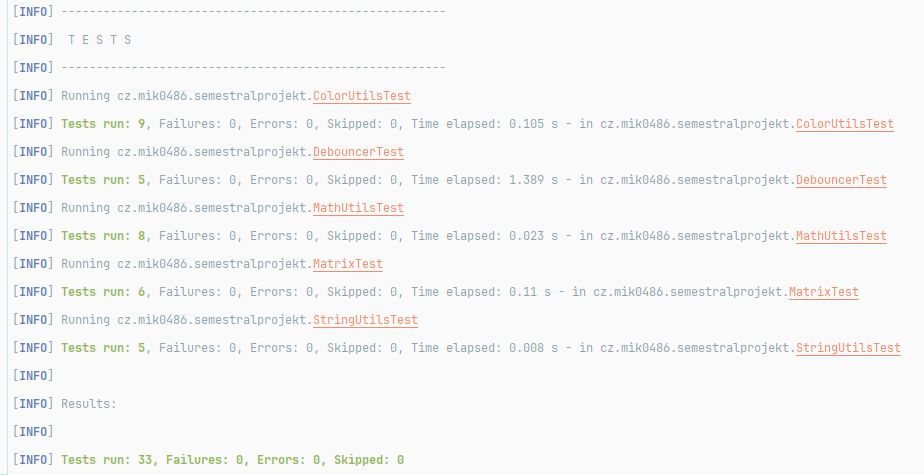 [INFO] -------------------------------------------------------
[INFO]  T E S T S
[INFO] -------------------------------------------------------
[INFO] Running cz.mik0486.semestralprojekt.ColorUtilsTest
[INFO] Tests run: 9, Failures: 0, Errors: 0, Skipped: 0, Time elapsed: 0.105 s - in cz.mik0486.semestralprojekt.ColorUtilsTest
[INFO] Running cz.mik0486.semestralprojekt.DebouncerTest
[INFO] Tests run: 5, Failures: 0, Errors: 0, Skipped: 0, Time elapsed: 1.389 s - in cz.mik0486.semestralprojekt.DebouncerTest
[INFO] Running cz.mik0486.semestralprojekt.MathUtilsTest
[INFO] Tests run: 8, Failures: 0, Errors: 0, Skipped: 0, Time elapsed: 0.023 s - in cz.mik0486.semestralprojekt.MathUtilsTest
[INFO] Running cz.mik0486.semestralprojekt.MatrixTest
[INFO] Tests run: 6, Failures: 0, Errors: 0, Skipped: 0, Time elapsed: 0.11 s - in cz.mik0486.semestralprojekt.MatrixTest
[INFO] Running cz.mik0486.semestralprojekt.StringUtilsTest
[INFO] Tests run: 5, Failures: 0, Errors: 0, Skipped: 0, Time elapsed: 0.008 s - in cz.mik0486.semestralprojekt.StringUtilsTest
[INFO]
[INFO] Results:
[INFO]
[INFO] Tests run: 33, Failures: 0, Errors: 0, Skipped: 0